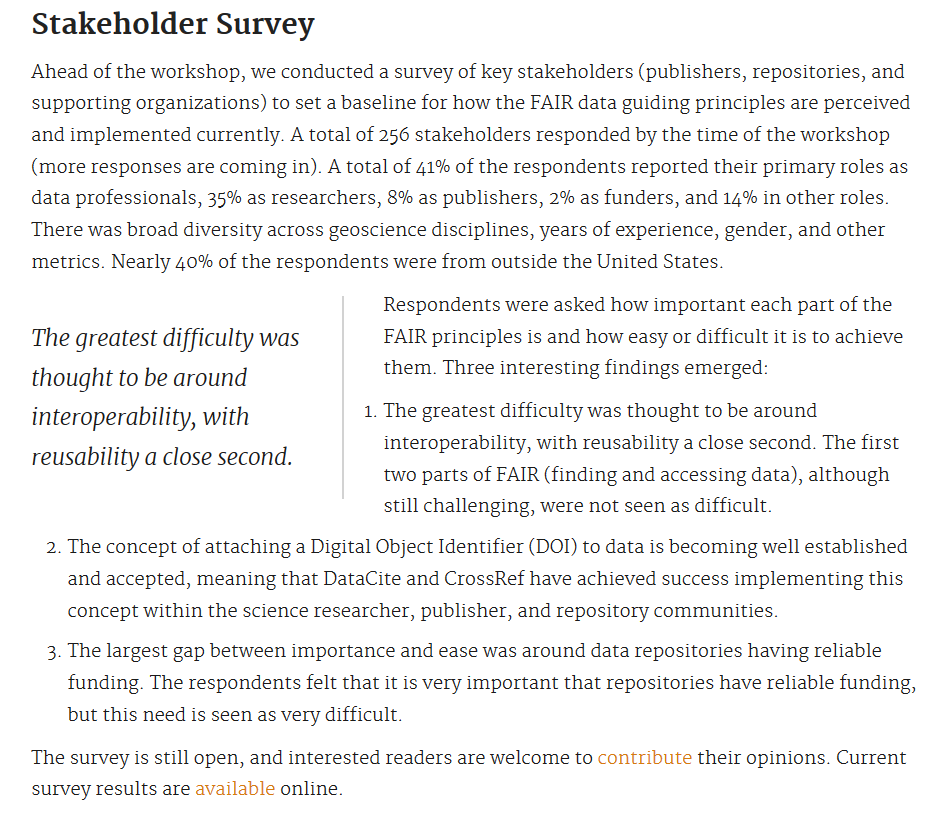 Stakeholder Survey
Ahead of the workshop, we conducted a survey of key stakeholders (publishers, repositories, and
supporting organizations) to set a baseline for how the FAIR data guiding principles are perceived
and implemented currently. A total of 256 stakeholders responded by the time of the workshop
(more responses are coming in). A total of 41% of the respondents reported their primary roles as
data professionals, 35% as researchers, 8% as publishers, 2% as funders, and 14% in other roles.
There was broad diversity across geoscience disciplines, years of experience, gender, and other
metrics. Nearly 40% of the respondents were from outside the United States.
The greatest difficulty was
thought to be around
interoperability, with
reusability a close second.
Respondents were asked how important each part of the
FAIR principles is and how easy or difficult it is to achieve
them. Three interesting findings emerged:
1. The greatest difficulty was thought to be around
interoperability, with reusability a close second. The first
two parts of FAIR (finding and accessing data), although
still challenging, were not seen as difficult.
2. The concept of attaching a Digital Object Identifier (DOI) to data is becoming well established
and accepted, meaning that DataCite and CrossRef have achieved success implementing this
concept within the science researcher, publisher, and repository communities.
3. The largest gap between importance and ease was around data repositories having reliable
funding. The respondents felt that it is very important that repositories have reliable funding,
but this need is seen as very difficult.
The survey is still open, and interested readers are welcome to contribute their opinions. Current
survey results are available online.